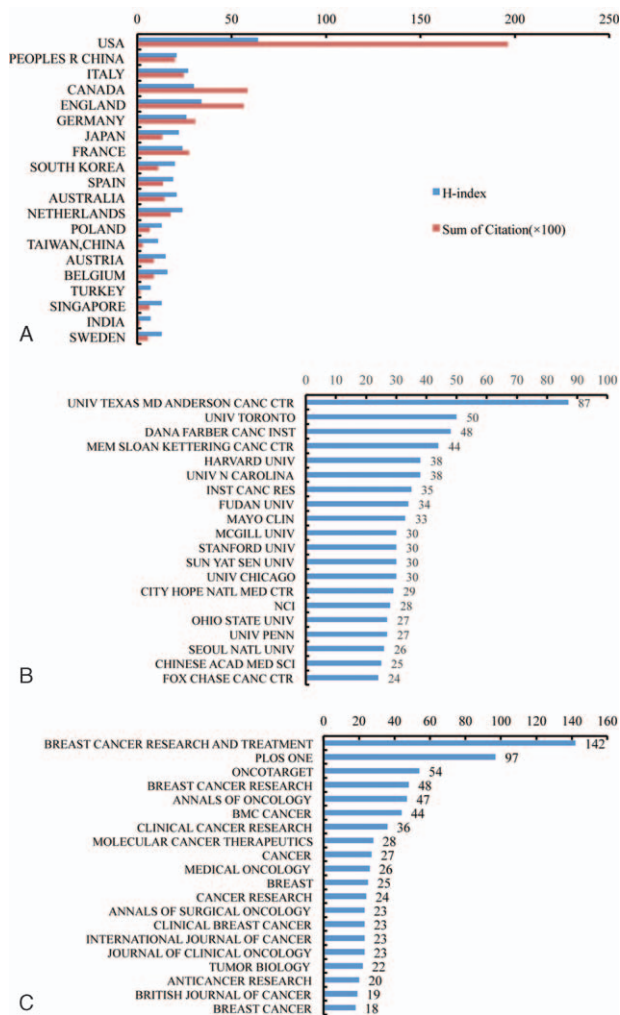 0 50 100 150 200 250
USA
PEOPLES R CHINA
ITALY
CANADA
ENGLAND
GERMANY
JAPAN
FRANCE
SOUTH KOREA
SPAIN
H-index
AUSTRALIA
NETHERLANDS
Sum of Citation(×100)
POLAND
TAIWAN,CHINA
AUSTRIA
BELGIUM
TURKEY
SINGAPORE
INDIA
SWEDEN
A
0 10 20 30 40 50 60 70 80 90 100
UNIV TEXAS MD ANDERSON CANC CTR 87
UNIV TORONTO 50
DANA FARBER CANC INST 48
MEM SLOAN KETTERING CANC CTR 44
HARVARD UNIV 38
UNIV N CAROLINA 38
INST CANC RES 35
FUDAN UNIV 34
MAYO CLIN 33
MCGILL UNIV 30
STANFORD UNIV 30
SUN YAT SEN UNIV 30
UNIV CHICAGO 30
CITY HOPE NATL MED CTR 29
NCI 28
OHIO STATE UNIV 27
UNIV PENN 27
SEOUL NATL UNIV 26
CHINESE ACAD MED SCI 25
FOX CHASE CANC CTR 24
B
0 20 40 60 80 100 120 140 160
BREAST CANCER RESEARCH AND TREATMENT 142
PLOS ONE 97
ONCOTARGET 54
BREAST CANCER RESEARCH 48
ANNALS OF ONCOLOGY 47
BMC CANCER 44
CLINICAL CANCER RESEARCH 36
MOLECULAR CANCER THERAPEUTICS 28
CANCER 27
MEDICAL ONCOLOGY 26
BREAST 25
CANCER RESEARCH 24
ANNALS OF SURGICAL ONCOLOGY 23
CLINICAL BREAST CANCER 23
INTERNATIONAL JOURNAL OF CANCER 23
JOURNAL OF CLINICAL ONCOLOGY 23
TUMOR BIOLOGY 22
ANTICANCER RESEARCH 20
BRITISH JOURNAL OF CANCER 19
BREAST CANCER 18
C